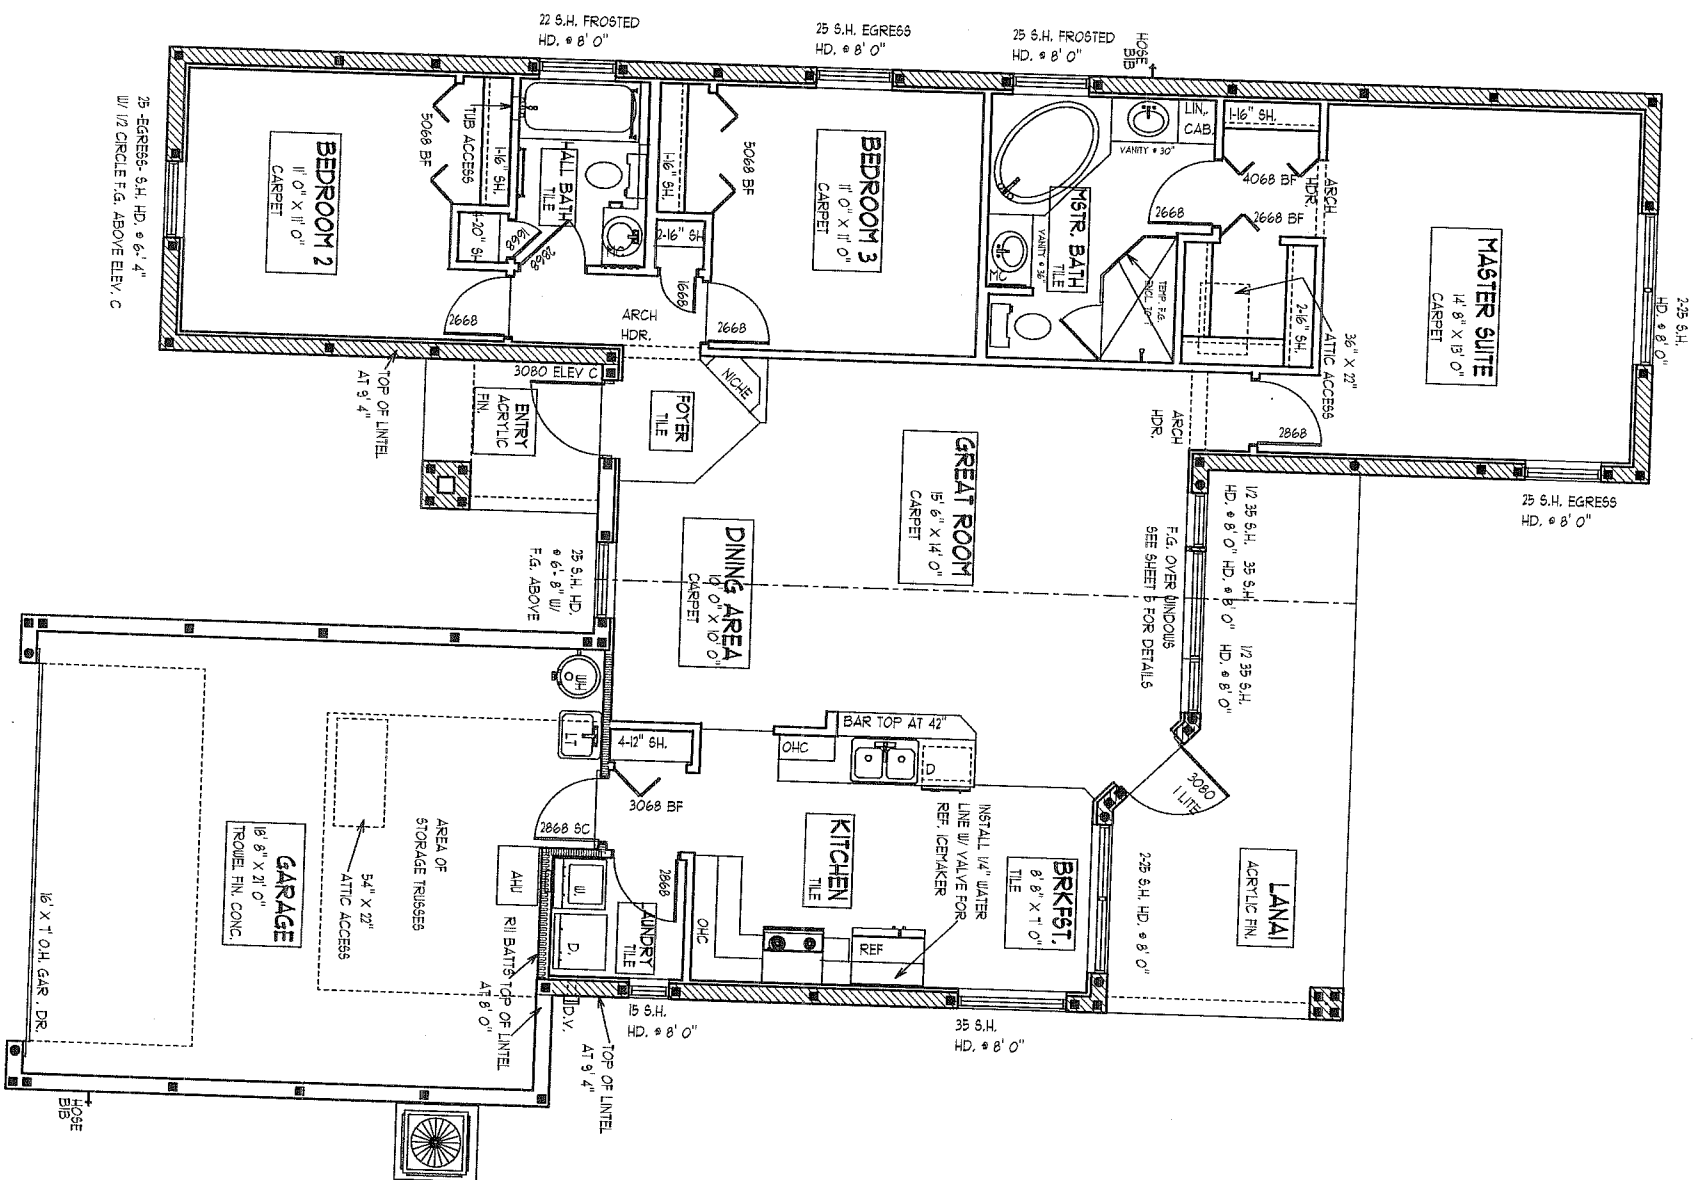 22 S.H. FROSTED
HD. @ 8' 0"
25 S.H. EGRESS
HD. @ 8' 0"
25 S.H. FROSTED
HD. @ 8' 0"
HOSE
BIB
2-25 S.H.
HD. @ 8' 0"
25 -EGRESS- S.H. HD. @ 6'- 4"
W/ 1/2 CIRCLE F.G. ABOVE ELEV. C
BEDROOM 2
11' 0" X 11' 0"
CARPET
5068 BF
TUB ACCESS
1-16" SH.
4-20" SH
1668
2868
HALL BATH
TILE
MC
1-16" SH.
2-16" SH
1668
5068 BF
BEDROOM 3
11' 0" X 11' 0"
CARPET
2668
2668
ARCH
HDR.
LIN.
CAB.
VANITY @ 30"
MSTR. BATH
TILE
VANITY @ 36"
MC
TEMP. F.G.
2668
1-16" SH.
4068 BF
2668 BF
ARCH
HDR.
2-16" SH.
36" X 22"
ATTIC ACCESS
MASTER SUITE
14' 8" X 13' 0"
CARPET
2868
ARCH
HDR.
25 S.H. EGRESS
HD. @ 8' 0"
TOP OF LINTEL
AT 9' 4"
3080 ELEV C
ENTRY
ACRYLIC
FIN.
FOYER
TILE
NICHE
GREAT ROOM
15' 6" X 14' 0"
CARPET
DINING AREA
10' 0" X 10' 0"
CARPET
25 S.H. HD.
@ 6'- 8" W/
F.G. ABOVE
1/2 35 S.H.
HD. @ 8' 0"
35 S.H.
HD. @ 8' 0"
1/2 35 S.H.
HD. @ 8' 0"
F.G. OVER WINDOWS
SEE SHEET 5 FOR DETAILS
WH
LT
4-12" SH.
3068 BF
2868 SC
BAR TOP AT 42"
OHC
D
INSTALL 1/4" WATER
LINE W/ VALVE FOR
REF. ICEMAKER
KITCHEN
TILE
BRKFST.
8' 8" X 7' 0"
TILE
3080
1 LITE
2-25 S.H. HD. @ 8' 0"
LANAI
ACRYLIC FIN.
OHC
REF
2868
LAUNDRY
TILE
W.
D.
AHU
R11 BATTS
TOP OF LINTEL
AT 8' 0"
D.V.
TOP OF LINTEL
AT 9' 4"
15 S.H.
HD. @ 8' 0"
35 S.H.
HD. @ 8' 0"
AREA OF
STORAGE TRUSSES
54" X 22"
ATTIC ACCESS
GARAGE
18' 8" X 21' 0"
TROWEL FIN. CONC.
16' X 7' O.H. GAR. DR.
HOSE
BIB